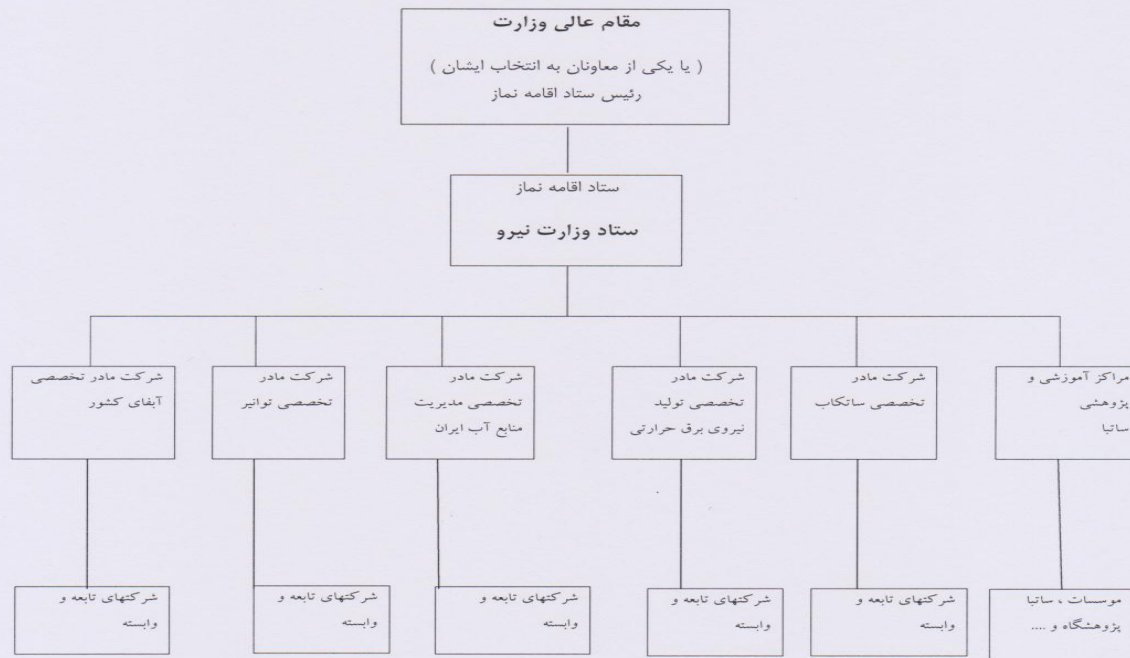 مقام عالی وزارت
( یا یکی از معاونان به انتخاب ایشان )
رئیس ستاد اقامه نماز
ستاد اقامه نماز
ستاد وزارت نیرو
مراکز آموزشی و
پژوهشی
ساتبا
شرکت مادر
تخصصی ساتکاب
شرکت مادر
تخصصی تولید
نیروی برق حرارتی
شرکت مادر
تخصصی مدیریت
منابع آب ایران
شرکت مادر
تخصصی توانیر
شرکت مادر تخصصی
آبفای کشور
موسسات ، ساتبا
پژوهشگاه و ....
شرکتهای تابعه و
وابسته
شرکتهای تابعه و
وابسته
شرکتهای تابعه و
وابسته
شرکتهای تابعه و
وابسته
شرکتهای تابعه و
وابسته